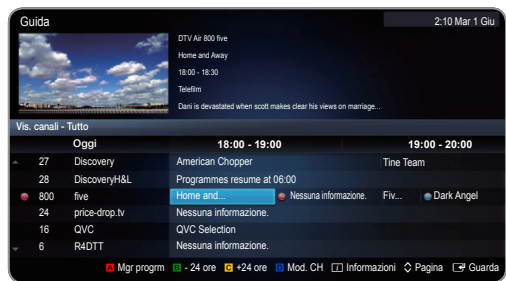 Guida
2:10 Mar 1 Giu
DTV Air 800 five
Home and Away
18:00 - 18:30
Telefilm
Dani is devastated when scott makes clear his views on marriage...
Vis. canali - Tutto
Oggi 18:00 - 19:00 19:00 - 20:00
27 Discovery American Chopper Tine Team
28 DiscoveryH&L Programmes resume at 06:00
800 five Home and... Nessuna informazione. Fiv... Dark Angel
24 price-drop.tv Nessuna informazione.
16 QVC QVC Selection
6 R4DTT Nessuna informazione.
A Mgr progrm B - 24 ore C +24 ore D Mod. CH i Informazioni Pagina Guarda